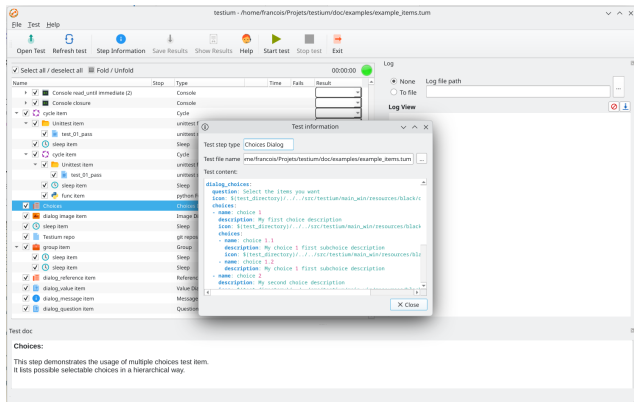 testium - /home/francois/Projets/testium/doc/examples/example_items.tum
File Test Help
Open Test Refresh test Step Information Save Results Show Results Help Start test Stop test Exit
Select all / deselect all Fold / Unfold 00:00:00
Name Stop Type Time Fails Result
Console read_until immediate (2) Console
Console closure Console
cycle item Cycle
Unittest item unittest
test_01_pass unittest
sleep item Sleep
cycle item Cycle
Unittest item unittest
test_01_pass unittest
sleep item Sleep
func item python
Choices Choices
dialog image item Image D
sleep item Sleep
Testium repo git repos
group item Group
sleep item Sleep
sleep item Sleep
dialog_reference item Referenc
dialog_value item Value Di
dialog_message item Message
dialog_question item Question
Log
None Log file path
To file ...
Log View
Test information
Test step type Choices Dialog
Test file name me/francois/Projets/testium/doc/examples/example_items.tum ...
Test content:
dialog_choices:
question: Select the items you want
icon: $(test_directory)/../../src/testium/main_win/resources/black/c
choices:
- name: choice 1
description: My first choice description
icon: $(test_directory)/../../src/testium/main_win/resources/black
choices:
- name: choice 1.1
description: My choice 1 first subchoice description
icon: $(test_directory)/../../src/testium/main_win/resources/blac
- name: choice 1.2
description: My choice 1 first subchoice description
- name: choice 2
description: My second choice description
Close
Test doc
Choices:
This step demonstrates the usage of multiple choices test item.
It lists possible selectable choices in a hierarchical way.